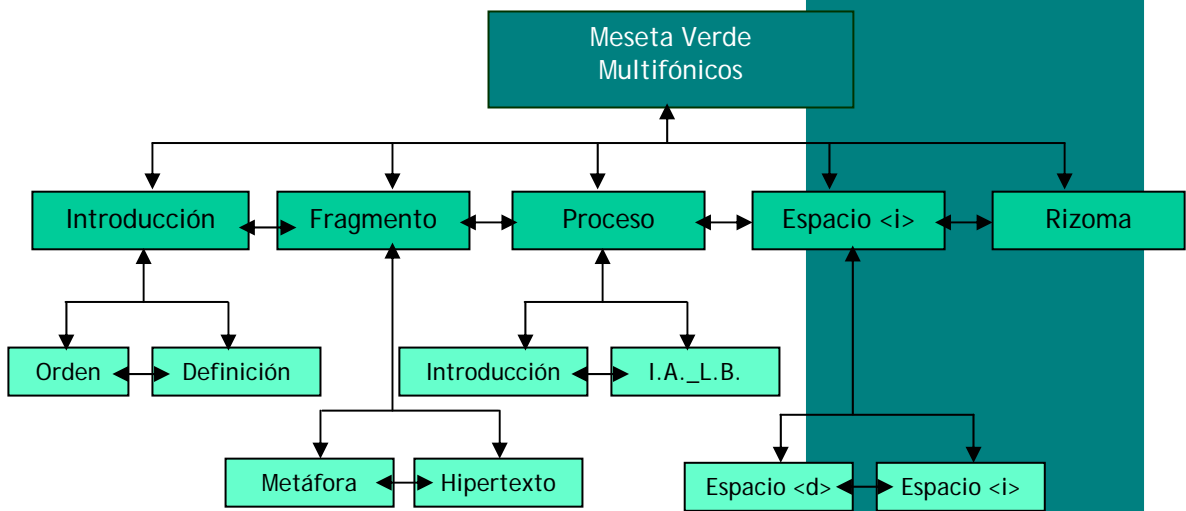 Meseta Verde
Multifónicos
Introducción
Fragmento
Proceso
Espacio <i>
Rizoma
Orden
Definición
Introducción
I.A._L.B.
Metáfora
Hipertexto
Espacio <d>
Espacio <i>